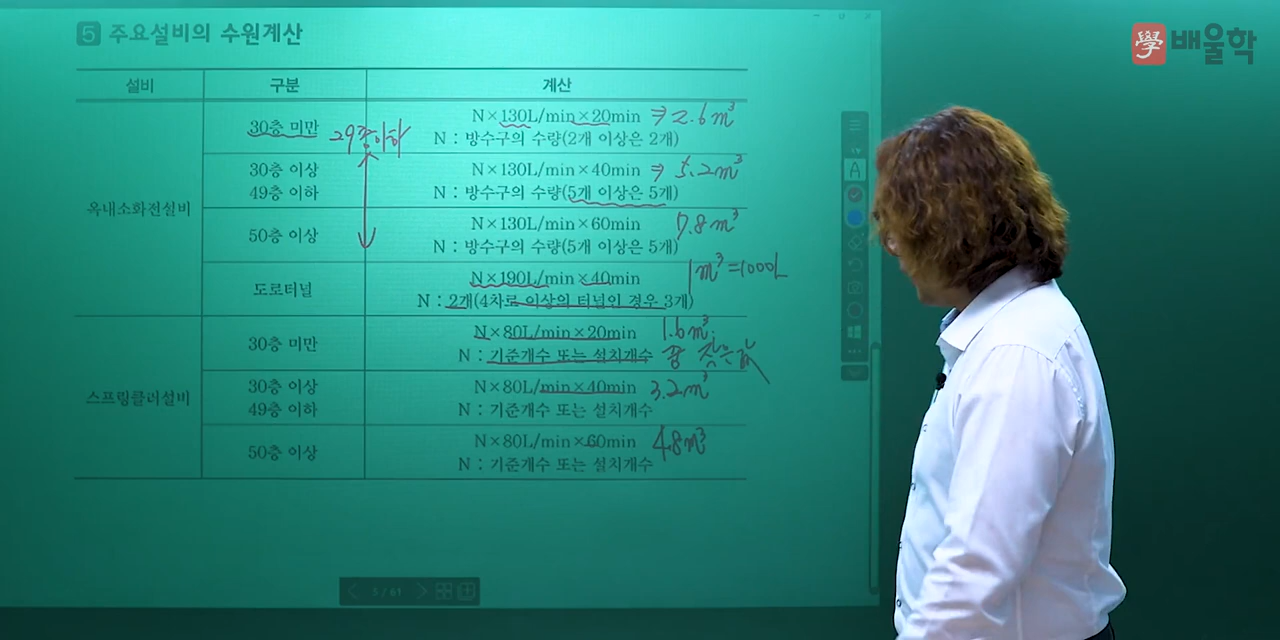 5 주요설비의 수원계산
學 배울학
설비 구분 계산
옥내소화전설비
30층 미만 29층이하
N×130L/min×20min ⇒ 2.6m³
N : 방수구의 수량(2개 이상은 2개)
30층 이상
49층 이하
N×130L/min×40min ⇒ 5.2m³
N : 방수구의 수량(5개 이상은 5개)
50층 이상
N×130L/min×60min 7.8m³
N : 방수구의 수량(5개 이상은 5개)
1m³=1000L
도로터널
N×190L/min×40min
N : 2개(4차로 이상의 터널인 경우 3개)
스프링클러설비
30층 미만
N×80L/min×20min 1.6m³
N : 기준개수 또는 설치개수 중 작은값
30층 이상
49층 이하
N×80L/min×40min 3.2m³
N : 기준개수 또는 설치개수
50층 이상
N×80L/min×60min 4.8m³
N : 기준개수 또는 설치개수
A
5 / 61